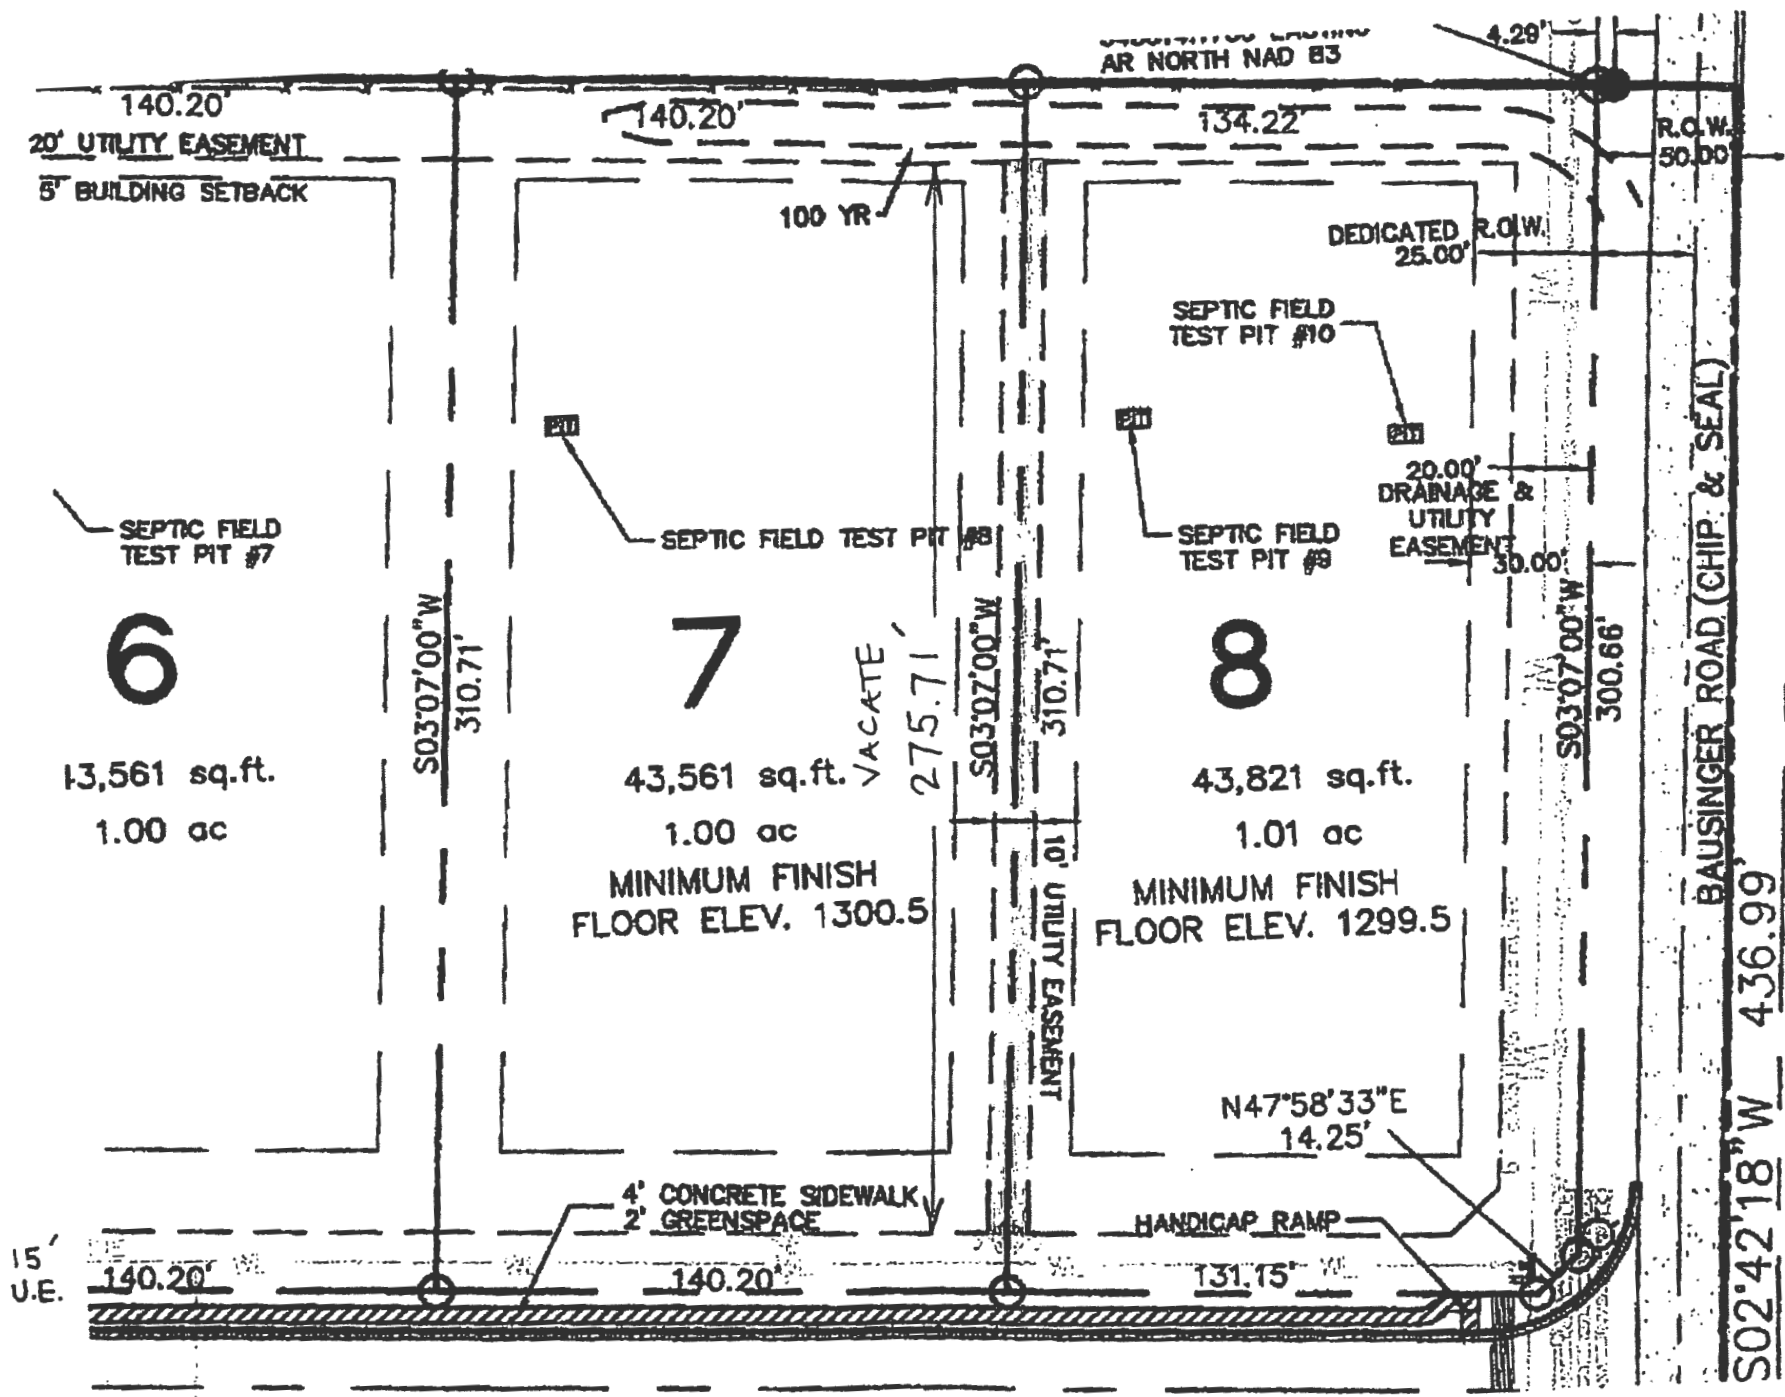 4.29'
AR NORTH NAD 83
140.20'
140.20'
134.22'
20' UTILITY EASEMENT
R.O.W.
50.00'
5' BUILDING SETBACK
100 YR
DEDICATED R.O.W.
25.00'
SEPTIC FIELD
TEST PIT #10
PIT
PIT
PIT
20.00'
DRAINAGE &
UTILITY
EASEMENT
30.00'
SEPTIC FIELD
TEST PIT #7
SEPTIC FIELD TEST PIT #8
SEPTIC FIELD
TEST PIT #9
BAUSINGER ROAD (CHIP & SEAL)
S03°07'00"W
310.71'
VACATE
275.71'
S03°07'00"W
310.71'
S03°07'00"W
300.66'
6
7
8
43,561 sq.ft.
43,821 sq.ft.
3,561 sq.ft.
1.00 ac
1.00 ac
1.01 ac
MINIMUM FINISH
FLOOR ELEV. 1300.5
MINIMUM FINISH
FLOOR ELEV. 1299.5
10' UTILITY EASEMENT
S02°42'18"W 436.99'
N47°58'33"E
14.25'
4' CONCRETE SIDEWALK
2' GREENSPACE
HANDICAP RAMP
15'
U.E.
140.20'
140.20'
131.15'